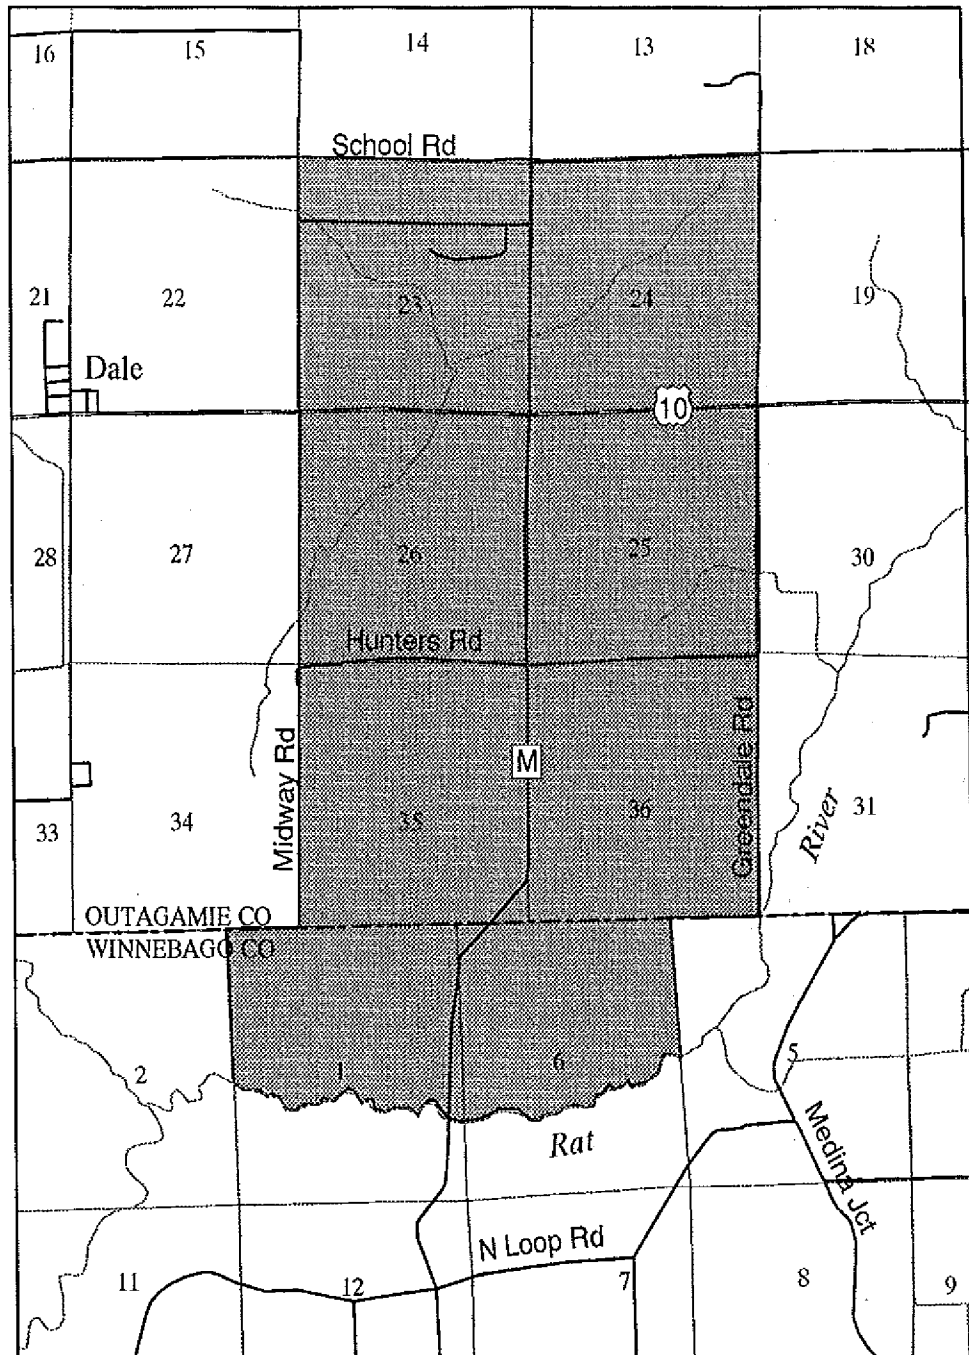 16 15 14 13 18
School Rd
21 22 23 24 19
Dale
10
28 27 26 25 30
Hunters Rd
Midway Rd
M
Greendale Rd
River
33 34 35 36 31
OUTAGAMIE CO
WINNEBAGO CO
2 1 6 5
Rat
Medina Jct
N Loop Rd
11 12 7 8 9